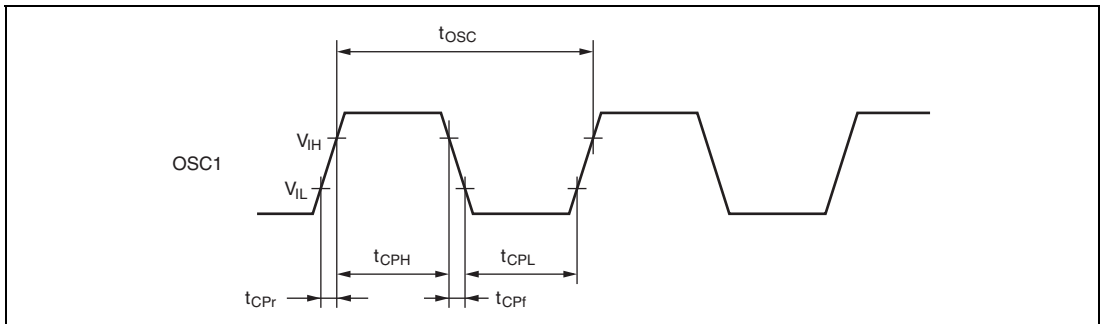 tOSC
VIH
OSC1
VIL
tCPH
tCPL
tCPr
tCPf